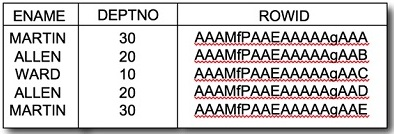 ENAME DEPTNO ROWID
MARTIN 30 AAAMfPAAEAAAAAgAAA
ALLEN 20 AAAMfPAAEAAAAAgAAB
WARD 10 AAAMfPAAEAAAAAgAAC
ALLEN 20 AAAMfPAAEAAAAAgAAD
MARTIN 30 AAAMfPAAEAAAAAgAAE